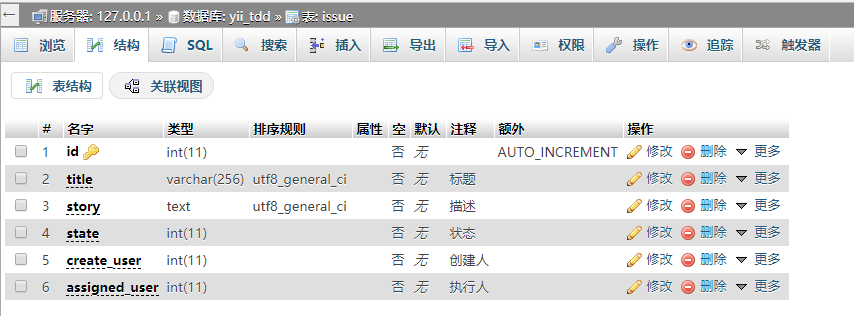 服务器: 127.0.0.1 » 数据库: yii_tdd » 表: issue
浏览 结构 SQL 搜索 插入 导出 导入 权限 操作 追踪 触发器
表结构 关联视图
# 名字 类型 排序规则 属性 空 默认 注释 额外 操作
1 id int(11) 否 无 AUTO_INCREMENT 修改 删除 更多
2 title varchar(256) utf8_general_ci 否 无 标题 修改 删除 更多
3 story text utf8_general_ci 否 无 描述 修改 删除 更多
4 state int(11) 否 无 状态 修改 删除 更多
5 create_user int(11) 否 无 创建人 修改 删除 更多
6 assigned_user int(11) 否 无 执行人 修改 删除 更多